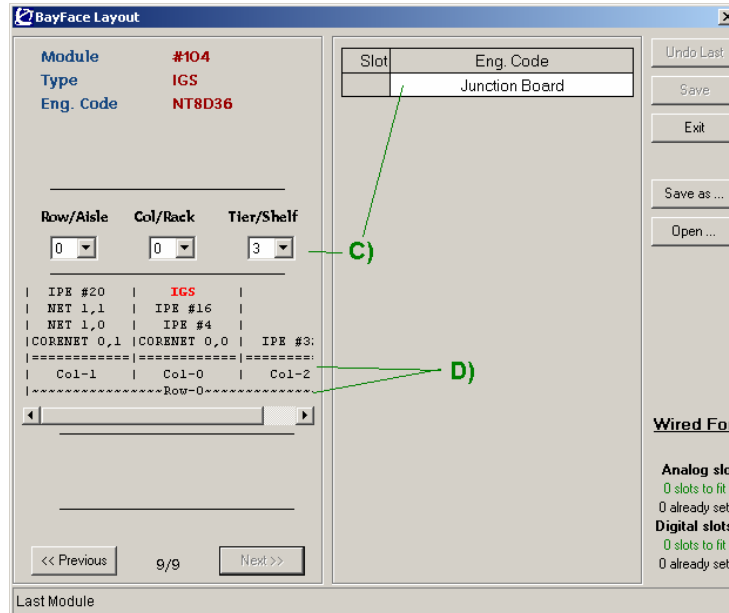 BayFace Layout
Module #104
Type IGS
Eng. Code NT8D36
Row/Aisle Col/Rack Tier/Shelf
0 0 3
| IPE #20 | IGS |
| NET 1,1 | IPE #16 |
| NET 1,0 | IPE #4 |
|CORENET 0,1 |CORENET 0,0 | IPE #3
|============|============|========
| Col-1 | Col-0 | Col-2
|~~~~~~~~~~~~~~~~Row-0~~~~~~~~~~~~~
<< Previous 9/9 Next >>
Slot Eng. Code
Junction Board
C)
D)
Undo Last
Save
Exit
Save as ...
Open ...
Wired Fo
Analog slo
0 slots to fit
0 already set
Digital slots
0 slots to fit
0 already set
Last Module